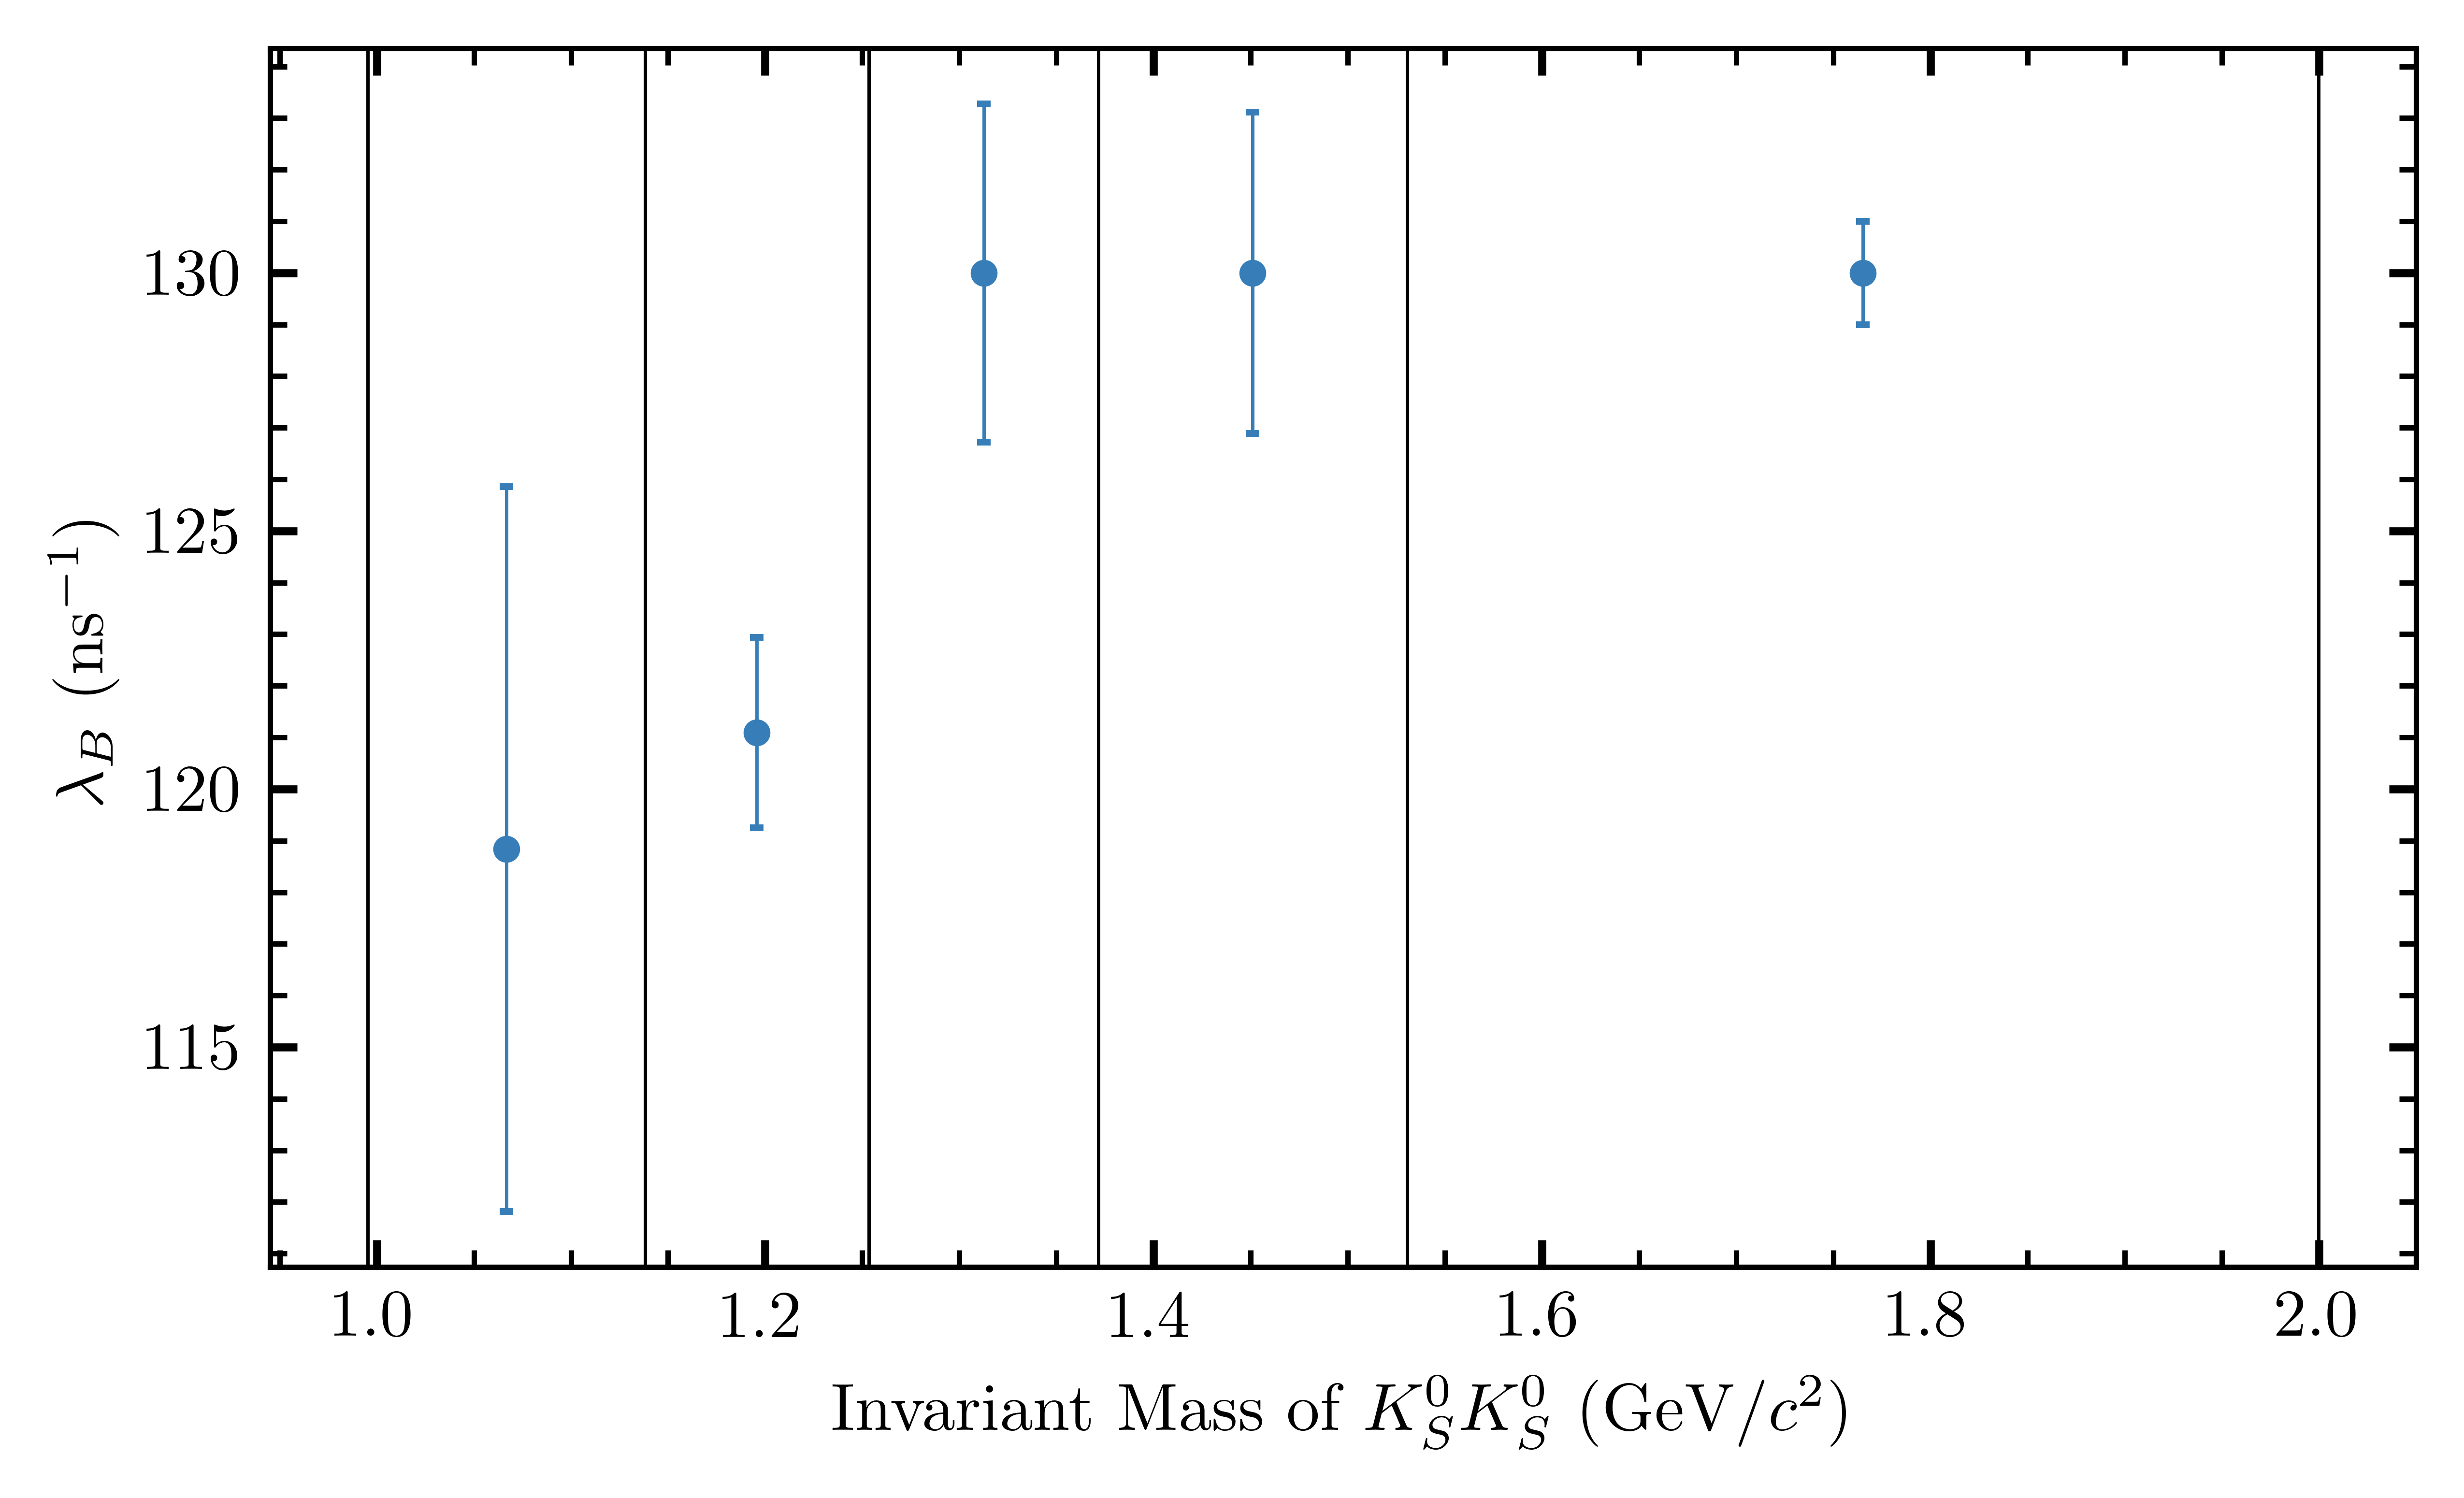 130
125
120
115
λ_B (ns⁻¹)
1.0 1.2 1.4 1.6 1.8 2.0
Invariant Mass of K_S^0 K_S^0 (GeV/c²)